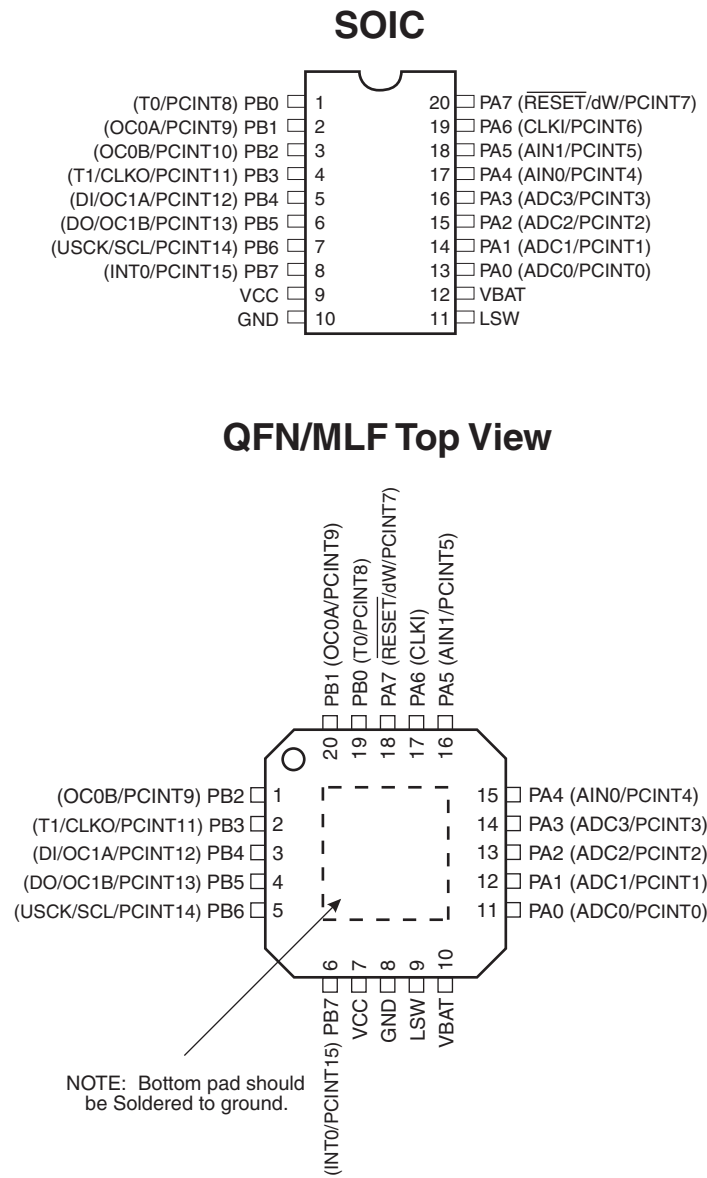 SOIC
(T0/PCINT8) PB0 1 20 PA7 (RESET/dW/PCINT7)
(OC0A/PCINT9) PB1 2 19 PA6 (CLKI/PCINT6)
(OC0B/PCINT10) PB2 3 18 PA5 (AIN1/PCINT5)
(T1/CLKO/PCINT11) PB3 4 17 PA4 (AIN0/PCINT4)
(DI/OC1A/PCINT12) PB4 5 16 PA3 (ADC3/PCINT3)
(DO/OC1B/PCINT13) PB5 6 15 PA2 (ADC2/PCINT2)
(USCK/SCL/PCINT14) PB6 7 14 PA1 (ADC1/PCINT1)
(INT0/PCINT15) PB7 8 13 PA0 (ADC0/PCINT0)
VCC 9 12 VBAT
GND 10 11 LSW
QFN/MLF Top View
PB1 (OC0A/PCINT9)
PB0 (T0/PCINT8)
PA7 (RESET/dW/PCINT7)
PA6 (CLKI)
PA5 (AIN1/PCINT5)
20 19 18 17 16
(OC0B/PCINT9) PB2 1 15 PA4 (AIN0/PCINT4)
(T1/CLKO/PCINT11) PB3 2 14 PA3 (ADC3/PCINT3)
(DI/OC1A/PCINT12) PB4 3 13 PA2 (ADC2/PCINT2)
(DO/OC1B/PCINT13) PB5 4 12 PA1 (ADC1/PCINT1)
(USCK/SCL/PCINT14) PB6 5 11 PA0 (ADC0/PCINT0)
6 7 8 9 10
(INT0/PCINT15) PB7
VCC
GND
LSW
VBAT
NOTE: Bottom pad should
be Soldered to ground.